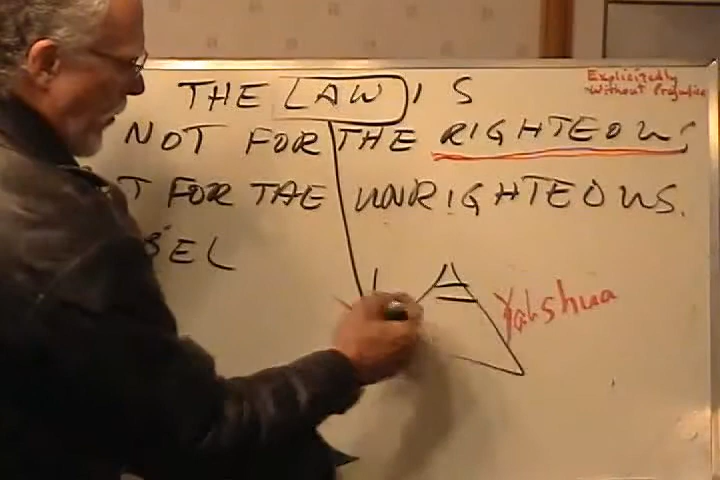 THE LAW IS
Explicitedly
Without Prejudice
NOT FOR THE RIGHTEOUS
T FOR THE UNRIGHTEOUS.
BEL
Yahshua